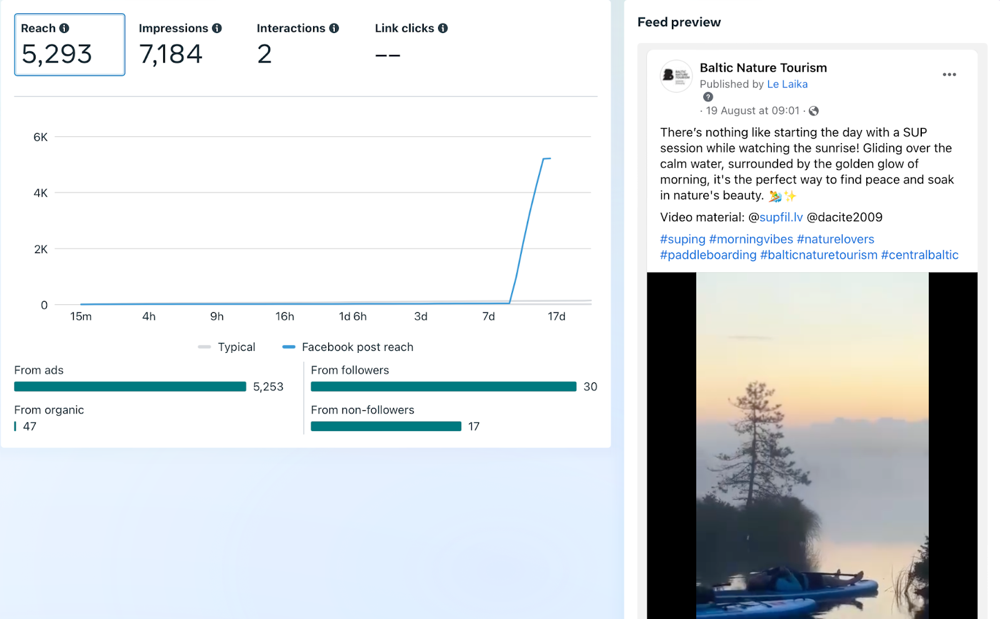 Reach
5,293
Impressions
7,184
Interactions
2
Link clicks
--
6K
4K
2K
0
15m 4h 9h 16h 1d 6h 3d 7d 17d
Typical Facebook post reach
From ads
5,253
From organic
47
From followers
30
From non-followers
17
Feed preview
BALTIC
NATURE
TOURISM
Baltic Nature Tourism
Published by Le Laika
· 19 August at 09:01 ·
There’s nothing like starting the day with a SUP
session while watching the sunrise! Gliding over the
calm water, surrounded by the golden glow of
morning, it's the perfect way to find peace and soak
in nature's beauty. 🏄✨
Video material: @supfil.lv @dacite2009
#suping #morningvibes #naturelovers
#paddleboarding #balticnaturetourism #centralbaltic